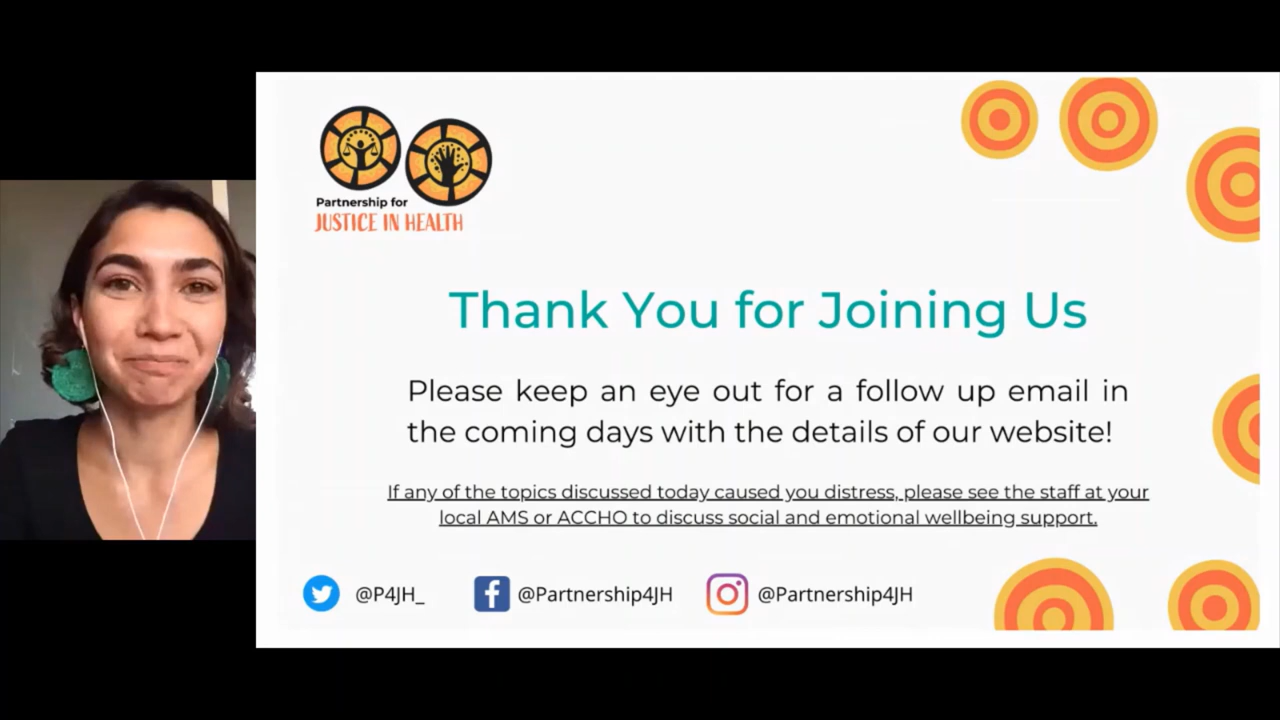 Partnership for
JUSTICE IN HEALTH
Thank You for Joining Us
Please keep an eye out for a follow up email in
the coming days with the details of our website!
If any of the topics discussed today caused you distress, please see the staff at your
local AMS or ACCHO to discuss social and emotional wellbeing support.
@P4JH_ @Partnership4JH @Partnership4JH